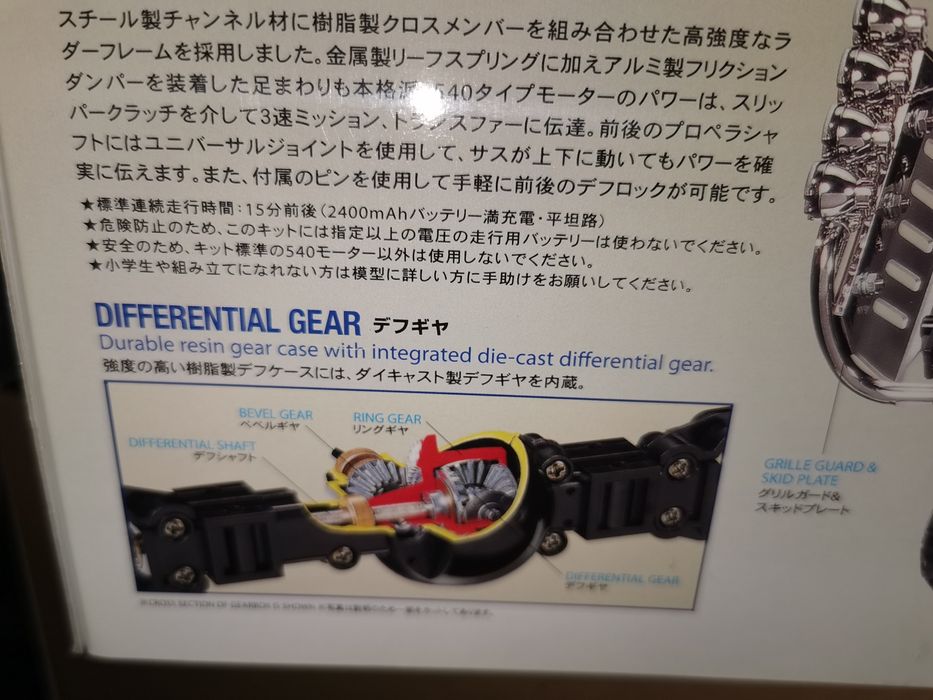 スチール製チャンネル材に樹脂製クロスメンバーを組み合わせた高強度なラ
ダーフレームを採用しました。金属製リーフスプリングに加えアルミ製フリクション
ダンパーを装着した足まわりも本格派 540タイプモーターのパワーは、スリッ
パークラッチを介して3速ミッション、トランスファーに伝達。前後のプロペラシャ
フトにはユニバーサルジョイントを使用して、サスが上下に動いてもパワーを確
実に伝えます。また、付属のピンを使用して手軽に前後のデフロックが可能です。
★標準連続走行時間：15分前後（2400mAhバッテリー満充電・平坦路）
★危険防止のため、このキットには指定以上の電圧の走行用バッテリーは使わないでください。
★安全のため、キット標準の540モーター以外は使用しないでください。
★小学生や組み立てになれない方は模型に詳しい方に手助けをお願いしてください。
DIFFERENTIAL GEAR デフギヤ
Durable resin gear case with integrated die-cast differential gear.
強度の高い樹脂製デフケースには、ダイキャスト製デフギヤを内蔵。
BEVEL GEAR
ベベルギヤ
RING GEAR
リングギヤ
DIFFERENTIAL SHAFT
デフシャフト
DIFFERENTIAL GEAR
デフギヤ
GRILLE GUARD &
SKID PLATE
グリルガード&
スキッドプレート
※CROSS SECTION OF GEARBOX IS SHOWN